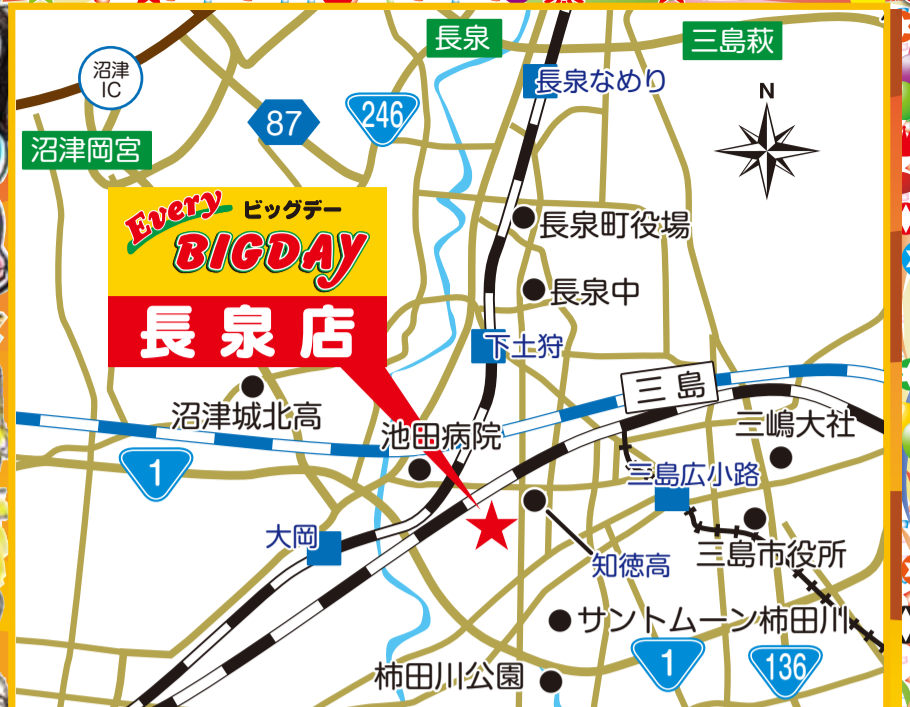 長泉
三島萩
沼津
IC
長泉なめり
N
87
246
沼津岡宮
Every
ビッグデー
BIGDAY
長泉店
長泉町役場
長泉中
下土狩
三島
沼津城北高
池田病院
三嶋大社
1
三島広小路
大岡
知徳高
三島市役所
サントムーン柿田川
柿田川公園
1
136